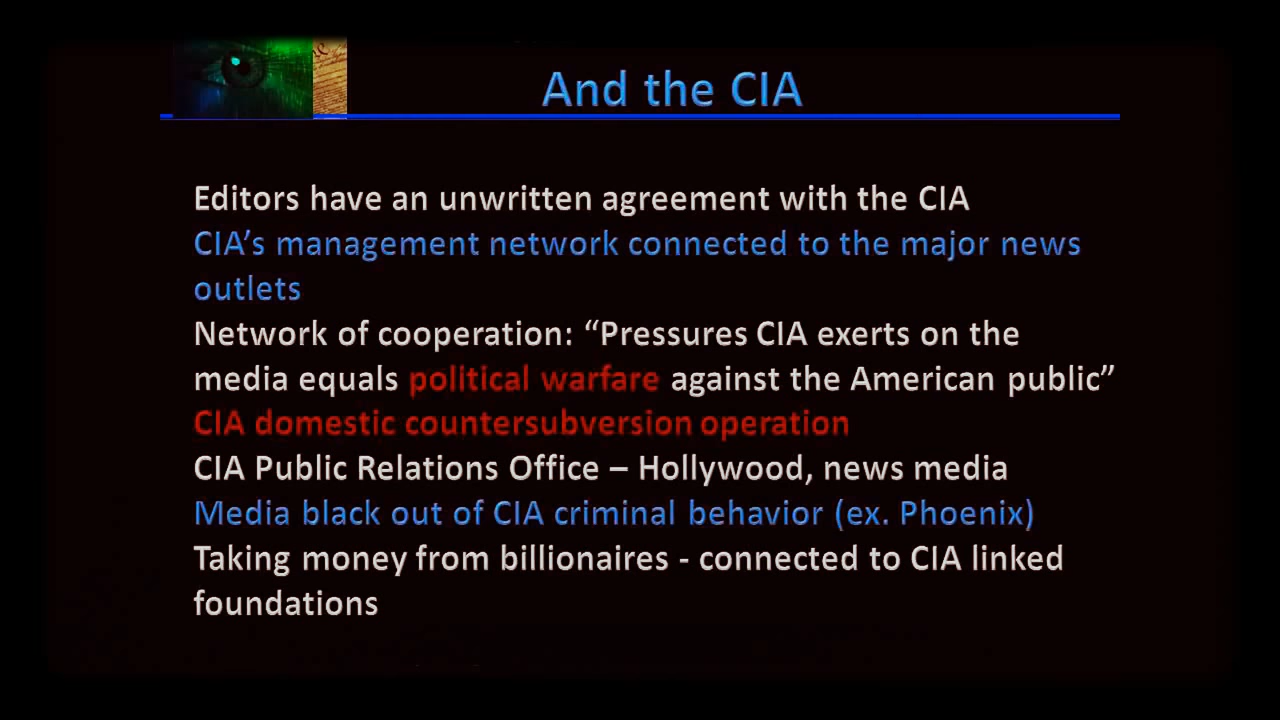 And the CIA
Editors have an unwritten agreement with the CIA
CIA's management network connected to the major news
outlets
Network of cooperation: “Pressures CIA exerts on the
media equals political warfare against the American public”
CIA domestic countersubversion operation
CIA Public Relations Office – Hollywood, news media
Media black out of CIA criminal behavior (ex. Phoenix)
Taking money from billionaires - connected to CIA linked
foundations